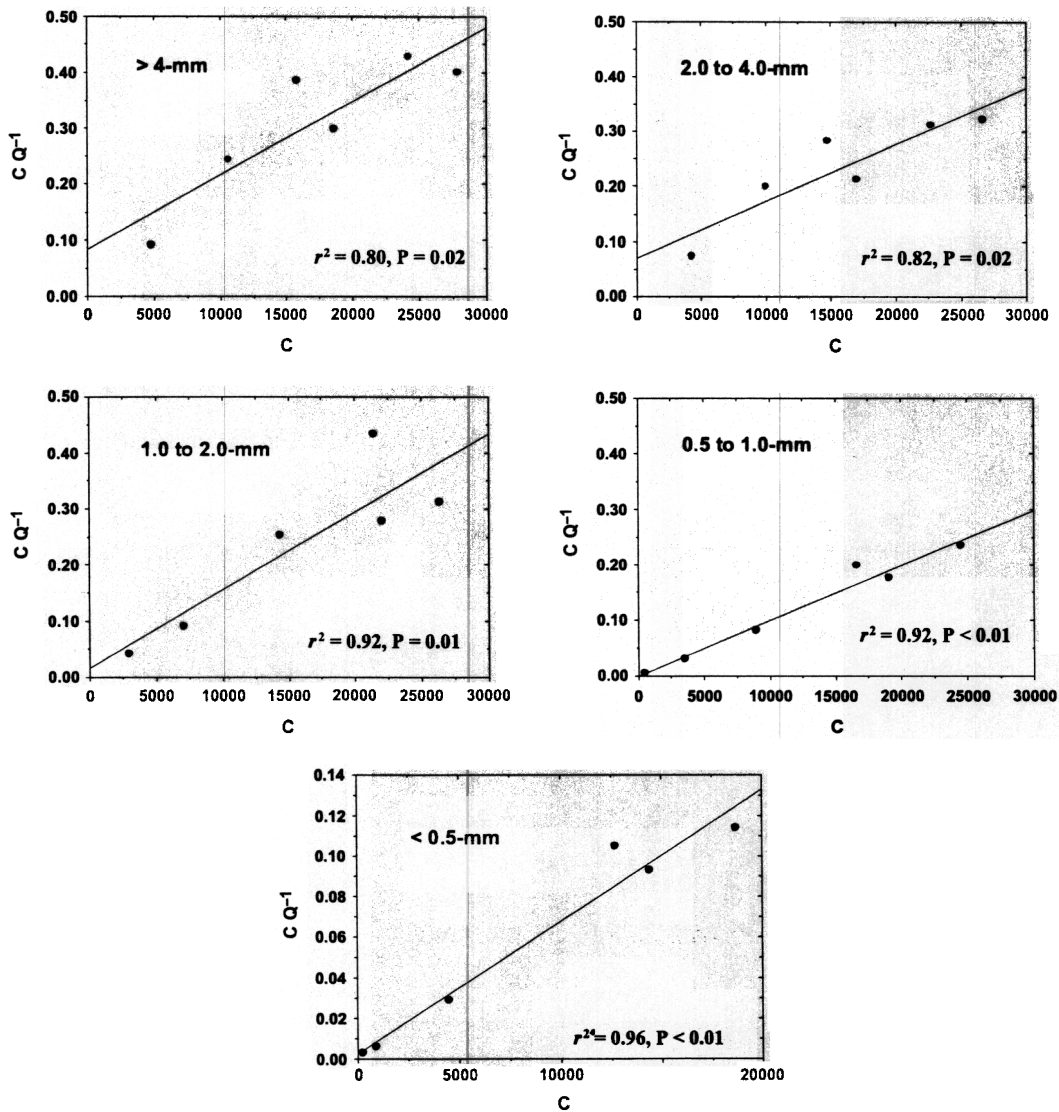 0.50
0.40
0.30
0.20
0.10
0.00
C Q⁻¹
> 4-mm
r² = 0.80, P = 0.02
0 5000 10000 15000 20000 25000 30000
C
0.50
0.40
0.30
0.20
0.10
0.00
C Q⁻¹
2.0 to 4.0-mm
r² = 0.82, P = 0.02
0 5000 10000 15000 20000 25000 30000
C
0.50
0.40
0.30
0.20
0.10
0.00
C Q⁻¹
1.0 to 2.0-mm
r² = 0.92, P = 0.01
0 5000 10000 15000 20000 25000 30000
C
0.50
0.40
0.30
0.20
0.10
0.00
C Q⁻¹
0.5 to 1.0-mm
r² = 0.92, P < 0.01
0 5000 10000 15000 20000 25000 30000
C
0.14
0.12
0.10
0.08
0.06
0.04
0.02
0.00
C Q⁻¹
< 0.5-mm
r²⁴= 0.96, P < 0.01
0 5000 10000 15000 20000
C